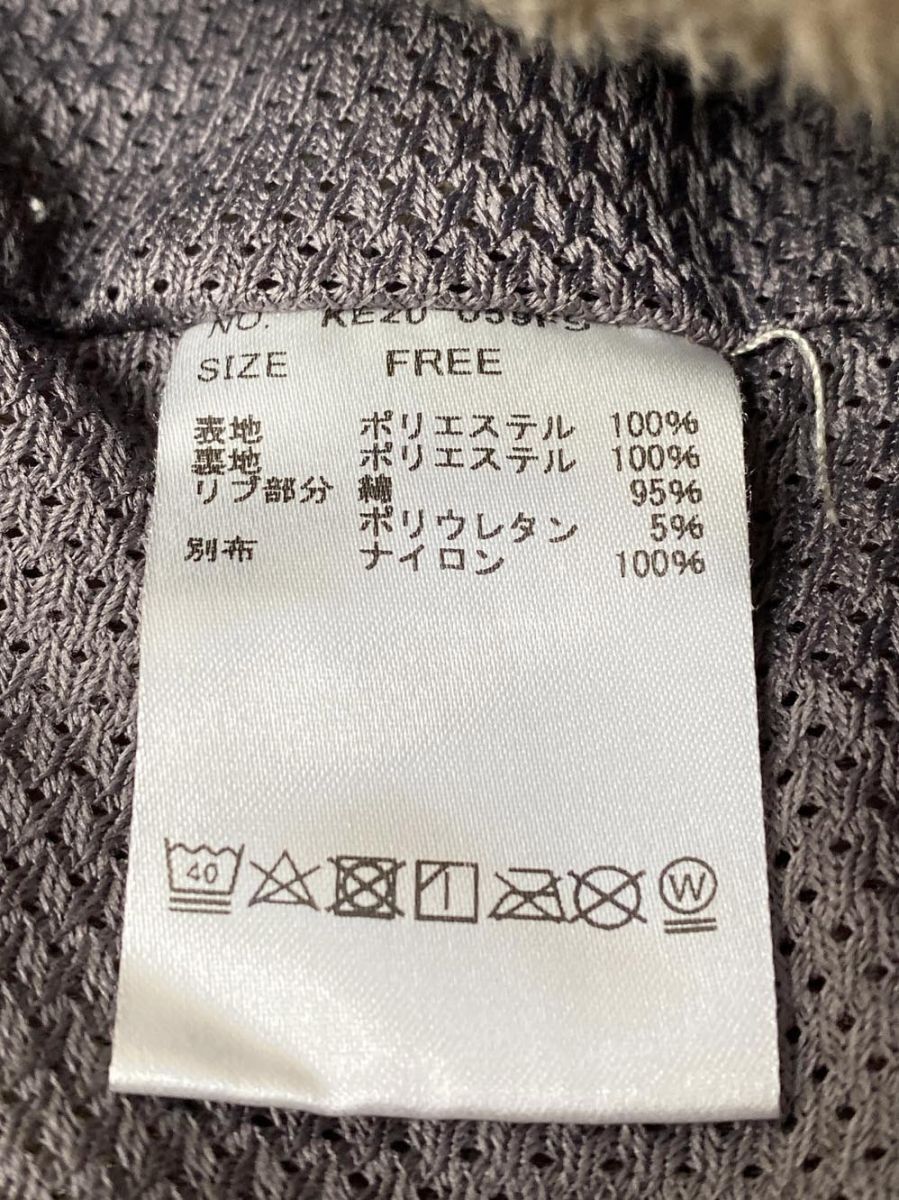 NO. KE20
SIZE FREE
表地 ポリエステル 100%
裏地 ポリエステル 100%
リブ部分 綿 95%
ポリウレタン 5%
別布 ナイロン 100%
40 W